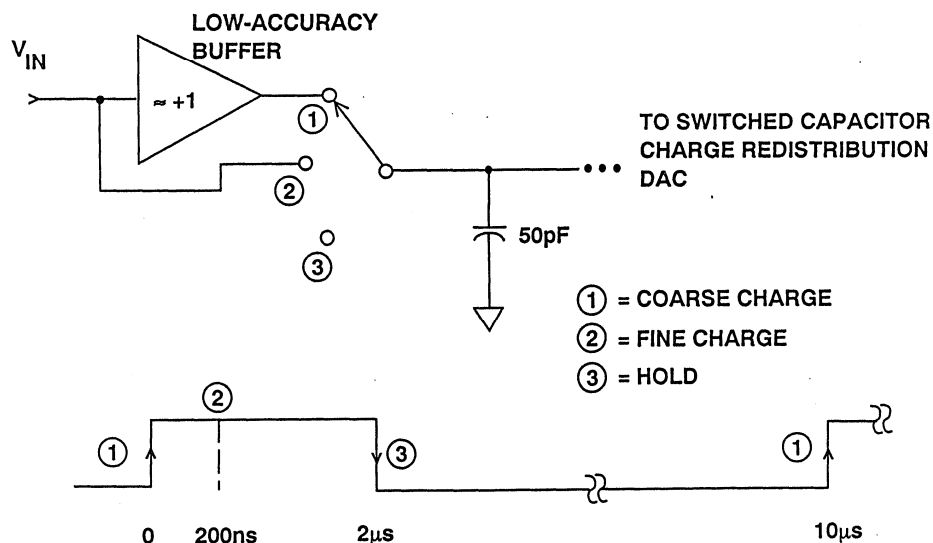 LOW-ACCURACY
BUFFER
VIN
≈ +1
①
②
③
50pF
TO SWITCHED CAPACITOR
CHARGE REDISTRIBUTION
DAC
① = COARSE CHARGE
② = FINE CHARGE
③ = HOLD
①
②
③
①
0
200ns
2μs
10μs